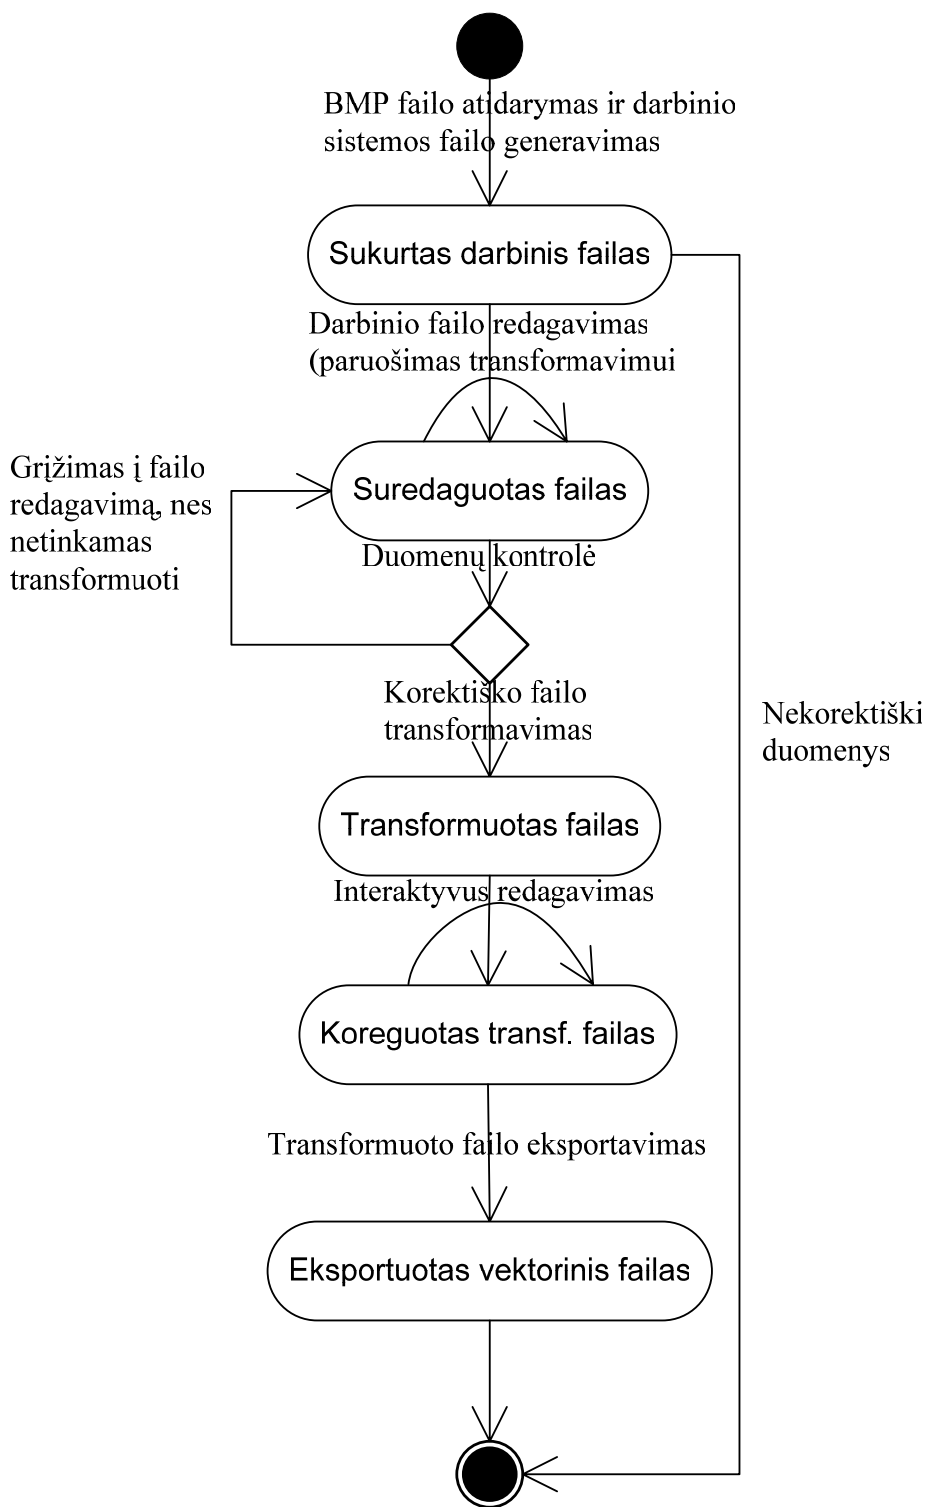 BMP failo atidarymas ir darbinio
sistemos failo generavimas
Sukurtas darbinis failas
Darbinio failo redagavimas
(paruošimas transformavimui
Grįžimas į failo
redagavimą, nes
netinkamas
transformuoti
Suredaguotas failas
Duomenų kontrolė
Korektiško failo
transformavimas
Nekorektiški
duomenys
Transformuotas failas
Interaktyvus redagavimas
Koreguotas transf. failas
Transformuoto failo eksportavimas
Eksportuotas vektorinis failas